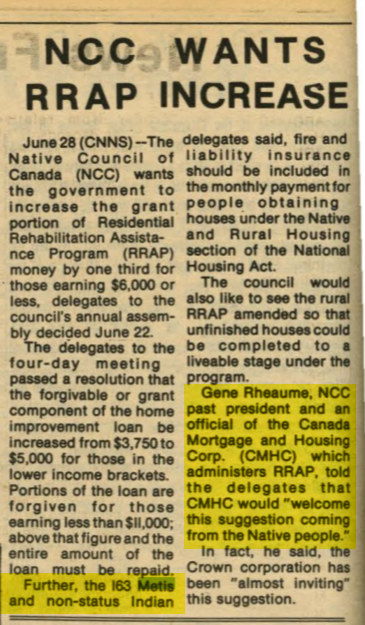 NCC WANTS
RRAP INCREASE
June 28 (CNNS) --The
Native Council of
Canada (NCC) wants
the government to
increase the grant
portion of Residential
Rehabilitation Assista-
nce Program (RRAP)
money by one third for
those earning $6,000 or
less, delegates to the
council's annual assem-
bly decided June 22.
The delegates to the
four-day meeting
passed a resolution that
the forgivable or grant
component of the home
improvement loan be
increased from $3,750 to
$5,000 for those in the
lower income brackets.
Portions of the loan are
forgiven for those
earning less than $11,000;
above that figure and the
entire amount of the
loan must be repaid.
Further, the 163 Metis
and non-status Indian
delegates said, fire and
liability insurance
should be included in
the monthly payment for
people obtaining
houses under the Native
and Rural Housing
section of the National
Housing Act.
The council would
also like to see the rural
RRAP amended so that
unfinished houses could
be completed to a
liveable stage under the
program.
Gene Rheaume, NCC
past president and an
official of the Canada
Mortgage and Housing
Corp. (CMHC) which
administers RRAP, told
the delegates that
CMHC would "welcome
this suggestion coming
from the Native people."
In fact, he said, the
Crown corporation has
been "almost inviting"
this suggestion.